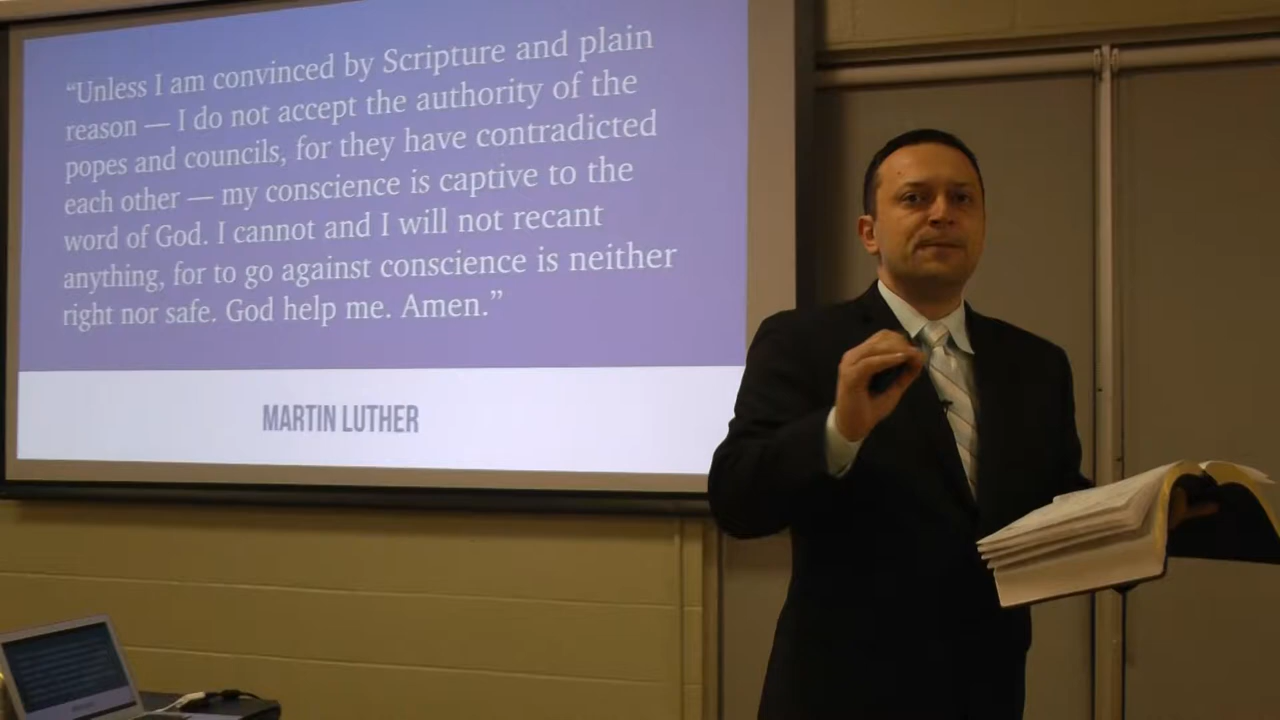 “Unless I am convinced by Scripture and plain
reason — I do not accept the authority of the
popes and councils, for they have contradicted
each other — my conscience is captive to the
word of God. I cannot and I will not recant
anything, for to go against conscience is neither
right nor safe. God help me. Amen.”
MARTIN LUTHER